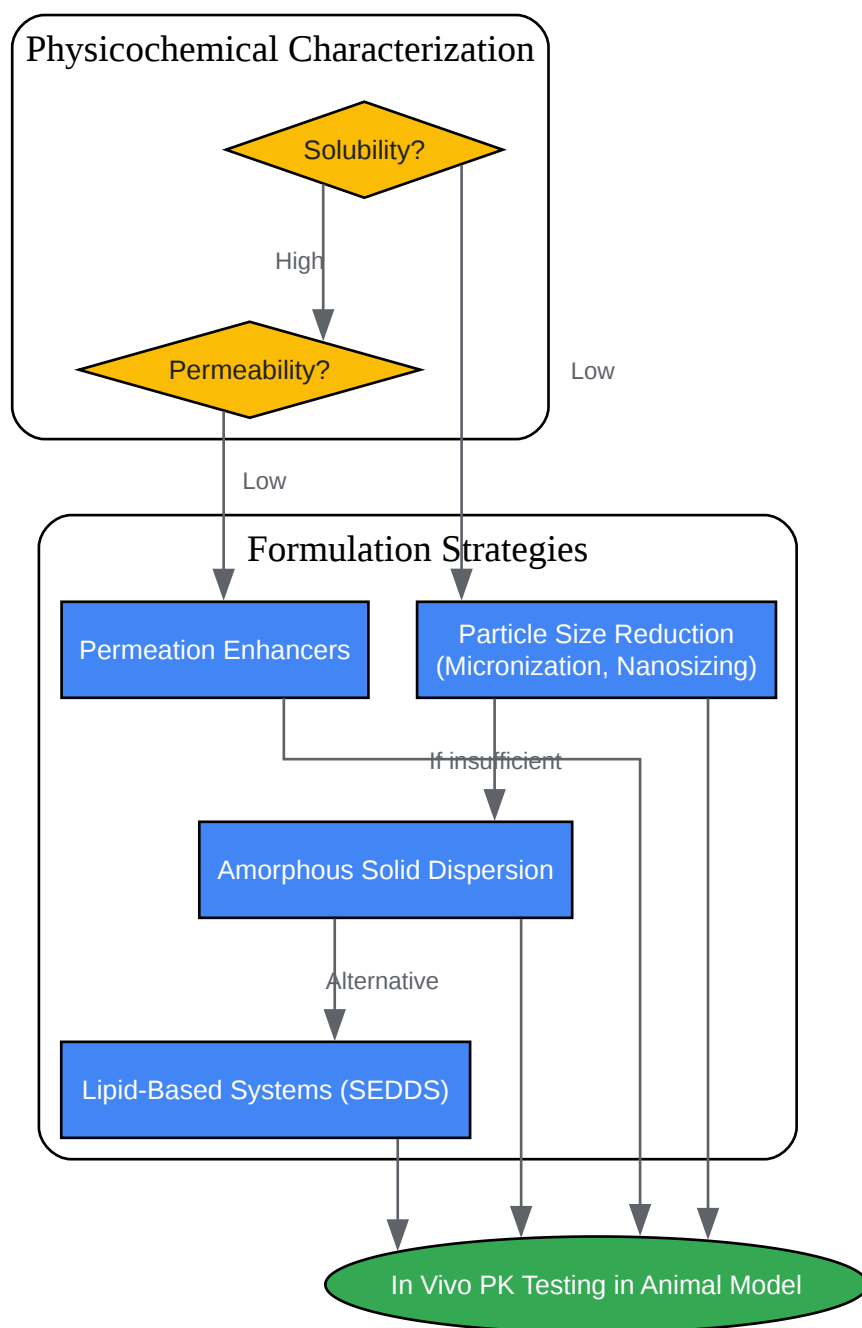 Physicochemical Characterization
Solubility?
High
Permeability?
Low
Low
Formulation Strategies
Permeation Enhancers
Particle Size Reduction
(Micronization, Nanosizing)
If insufficient
Amorphous Solid Dispersion
Alternative
Lipid-Based Systems (SEDDS)
In Vivo PK Testing in Animal Model